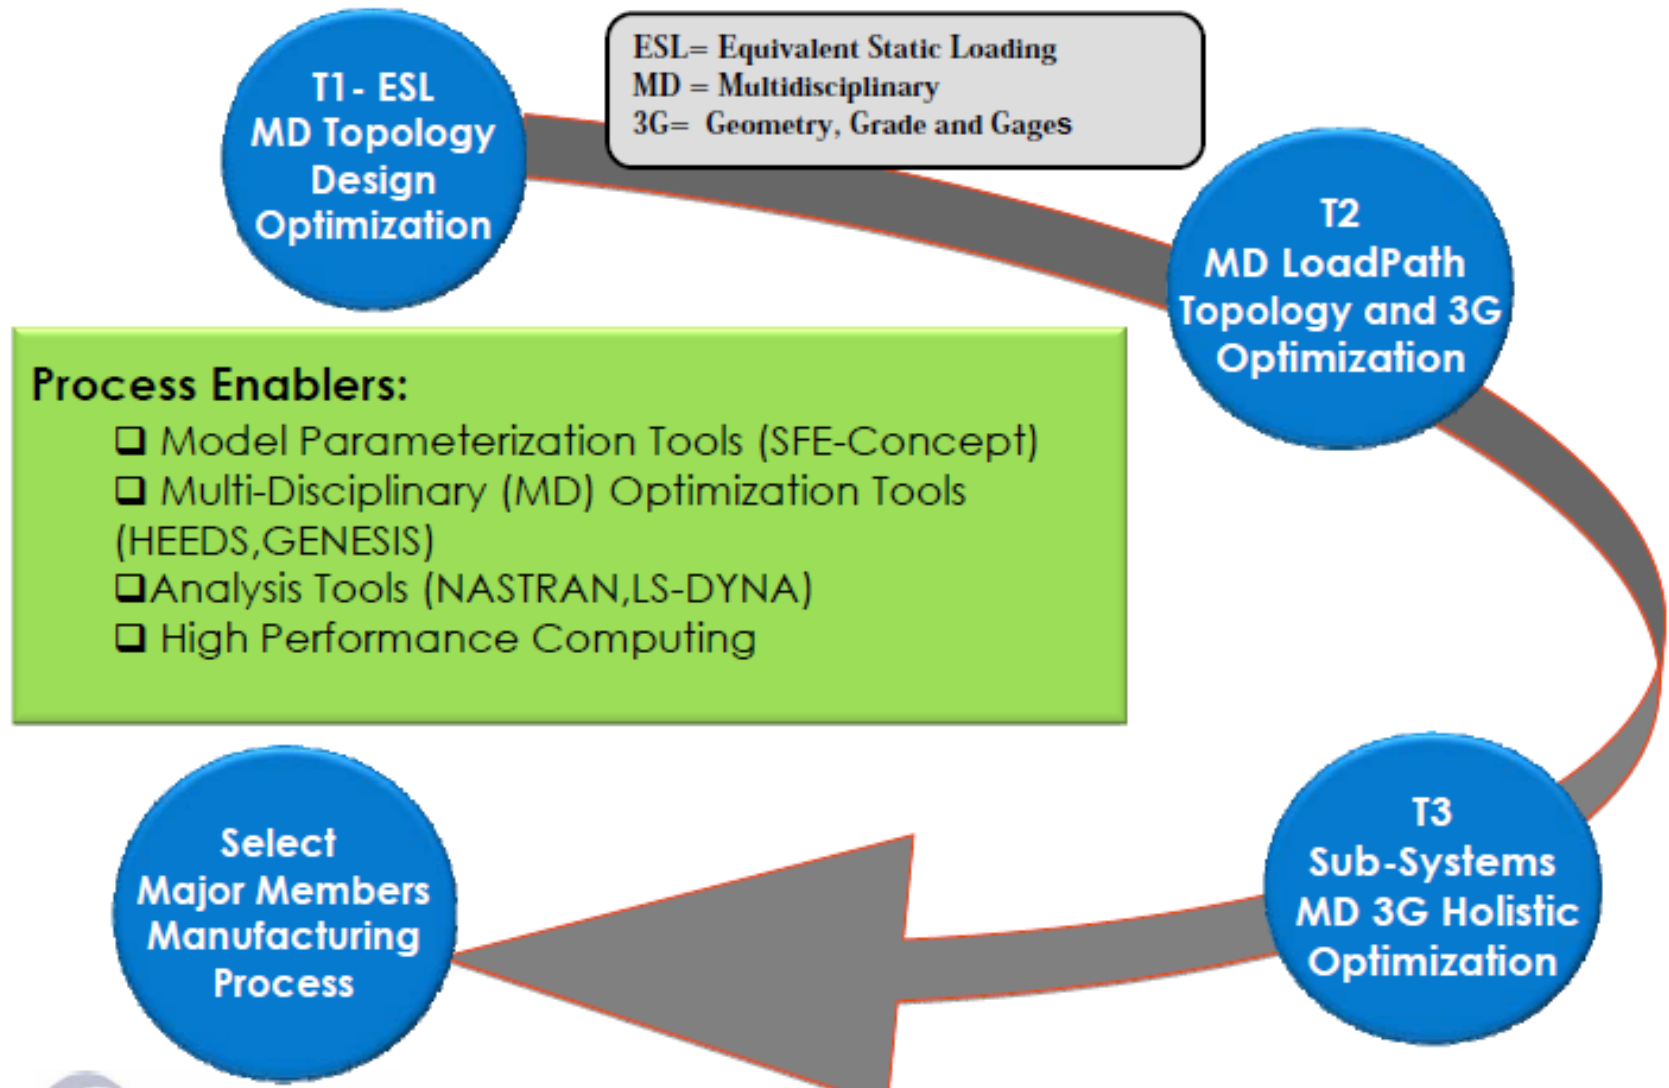 T1- ESL
MD Topology
Design
Optimization
ESL= Equivalent Static Loading
MD = Multidisciplinary
3G=  Geometry, Grade and Gages
T2
MD LoadPath
Topology and 3G
Optimization
Process Enablers:
❑ Model Parameterization Tools (SFE-Concept)
❑ Multi-Disciplinary (MD) Optimization Tools
(HEEDS,GENESIS)
❑Analysis Tools (NASTRAN,LS-DYNA)
❑ High Performance Computing
T3
Sub-Systems
MD 3G Holistic
Optimization
Select
Major Members
Manufacturing
Process